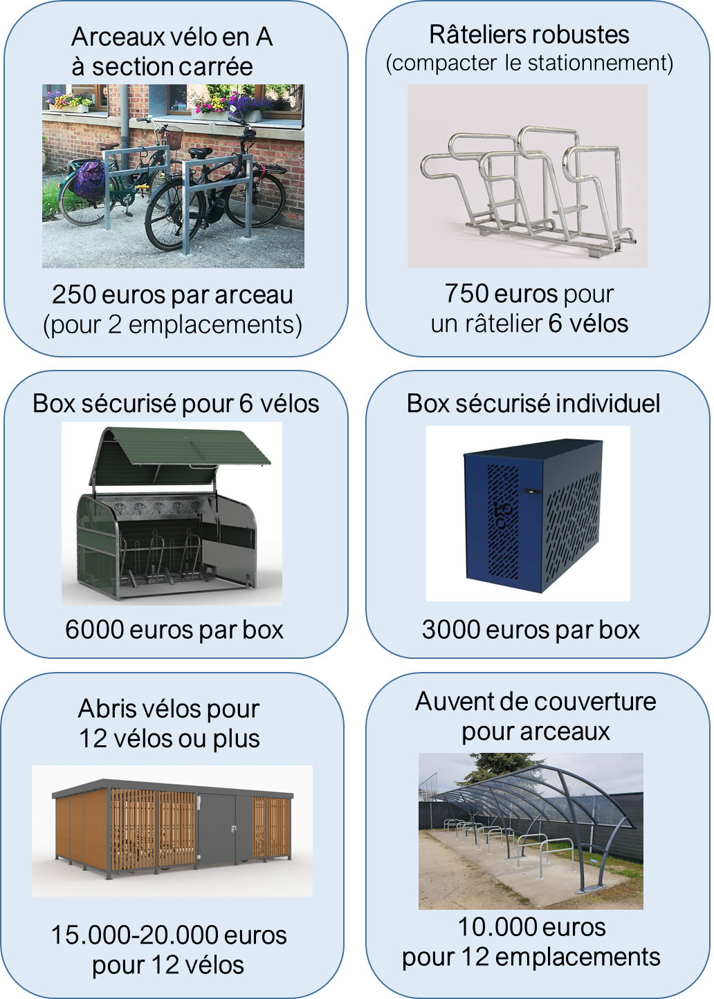 Arceaux vélo en A
à section carrée
250 euros par arceau
(pour 2 emplacements)
Râteliers robustes
(compacter le stationnement)
750 euros pour
un râtelier 6 vélos
Box sécurisé pour 6 vélos
6000 euros par box
Box sécurisé individuel
3000 euros par box
Abris vélos pour
12 vélos ou plus
15.000-20.000 euros
pour 12 vélos
Auvent de couverture
pour arceaux
10.000 euros
pour 12 emplacements